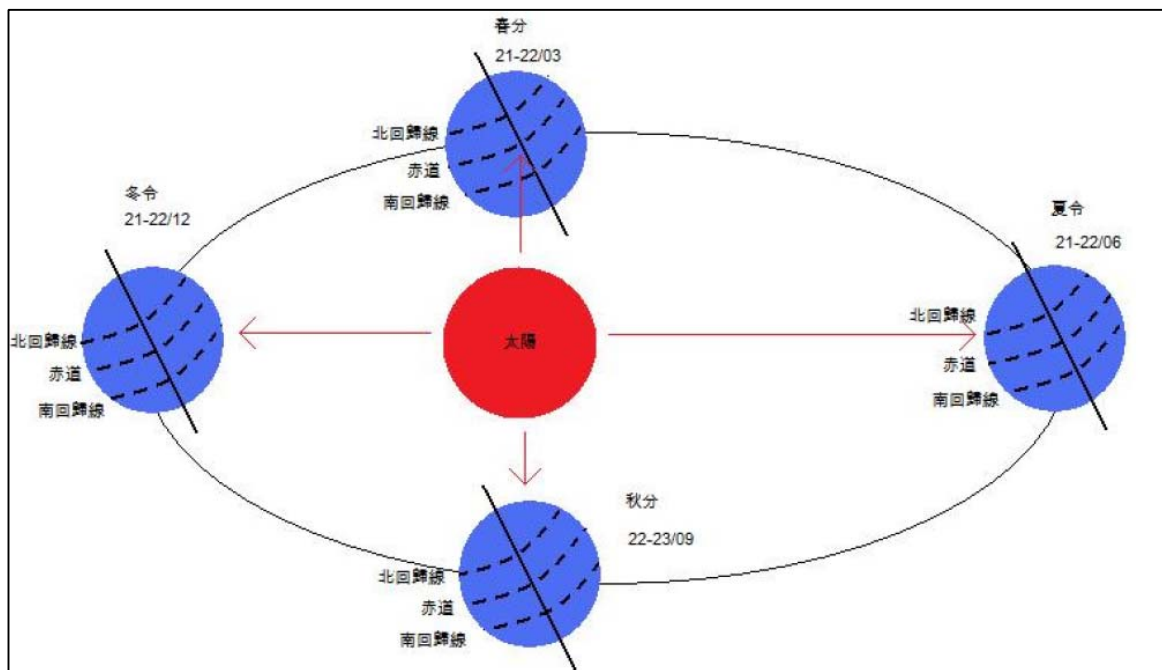 春分
21-22/03
北回歸線
赤道
南回歸線
冬令
21-22/12
夏令
21-22/06
北回歸線
赤道
南回歸線
太陽
北回歸線
赤道
南回歸線
秋分
22-23/09
北回歸線
赤道
南回歸線